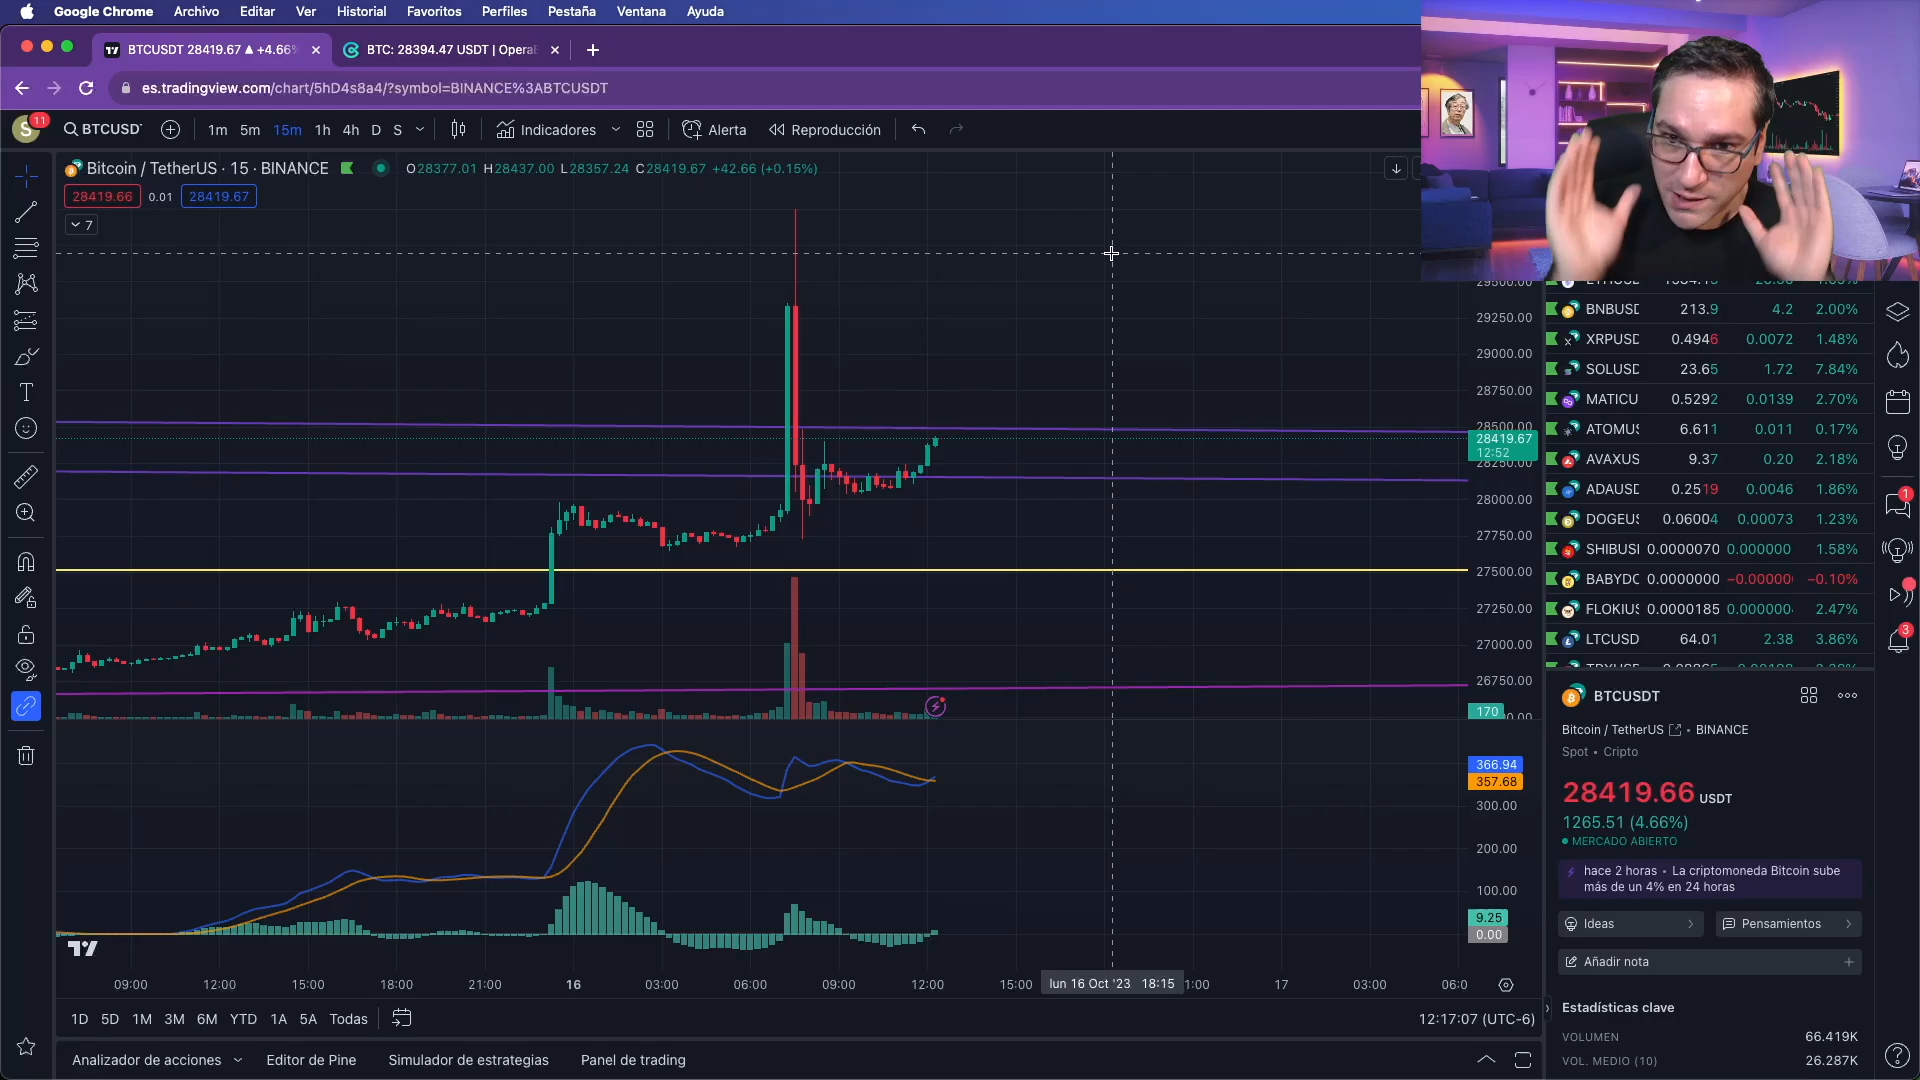 Google Chrome Archivo Editar Ver Historial Favoritos Perfiles Pestaña Ventana Ayuda
BTCUSDT 28419.67 ▲ +4.66% BTC: 28394.47 USDT |
es.tradingview.com/chart/5hD4s8a4/?symbol=BINANCE%3ABTCUSDT
S 11 BTCUSD 1m 5m 15m 1h 4h D S Indicadores Alerta Reproducción
Bitcoin / TetherUS · 15 · BINANCE O28377.01 H28437.00 L28357.24 C28419.67 +42.66 (+0.15%)
28419.66 0.01 28419.67
7
29250.00
29000.00
28750.00
28500.00
28419.67
12:52
28250.00
28000.00
27750.00
27500.00
27250.00
27000.00
26750.00
170
366.94
357.68
300.00
200.00
100.00
9.25
0.00
09:00 12:00 15:00 18:00 21:00 16 03:00 06:00 09:00 12:00 15:00 lun 16 Oct '23 18:15 1:00 17 03:00 06:0
1D 5D 1M 3M 6M YTD 1A 5A Todas 12:17:07 (UTC-6)
Analizador de acciones Editor de Pine Simulador de estrategias Panel de trading
BNBUSD 213.9 4.2 2.00%
XRPUSD 0.4946 0.0072 1.48%
SOLUSD 23.65 1.72 7.84%
MATICU 0.5292 0.0139 2.70%
ATOMUS 6.611 0.011 0.17%
AVAXUS 9.37 0.20 2.18%
ADAUSD 0.2519 0.0046 1.86%
DOGEUS 0.06004 0.00073 1.23%
SHIBUSI 0.0000070 0.000000 1.58%
BABYDO 0.0000000 −0.000000 −0.10%
FLOKIUS 0.0000185 0.0000000 2.47%
LTCUSD 64.01 2.38 3.86%
BTCUSDT
Bitcoin / TetherUS • BINANCE
Spot • Cripto
28419.66 USDT
1265.51 (4.66%)
MERCADO ABIERTO
hace 2 horas • La criptomoneda Bitcoin sube
más de un 4% en 24 horas
Ideas Pensamientos
Añadir nota
Estadísticas clave
VOLUMEN 66.419K
VOL. MEDIO (10) 26.287K
1
3